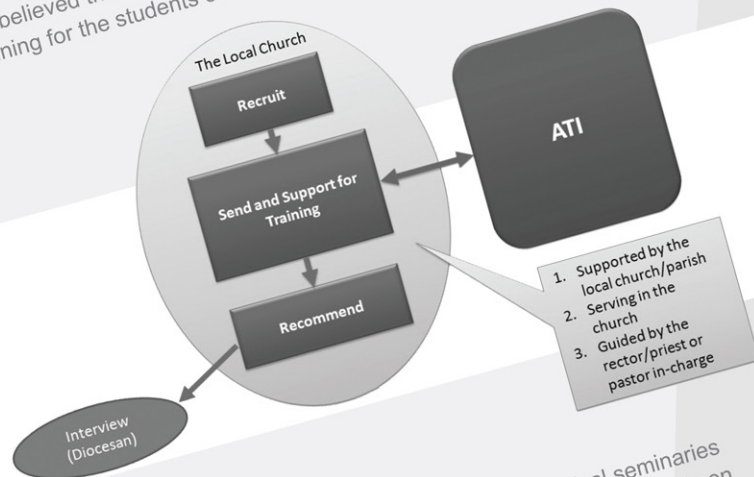 believed th
ning for the students
The Local Church
Recruit
ATI
Send and Support for
Training
1. Supported by the
local church/parish
2. Serving in the
church
3. Guided by the
rector/priest or
pastor in-charge
Recommend
Interview
(Diocesan)
seminaries